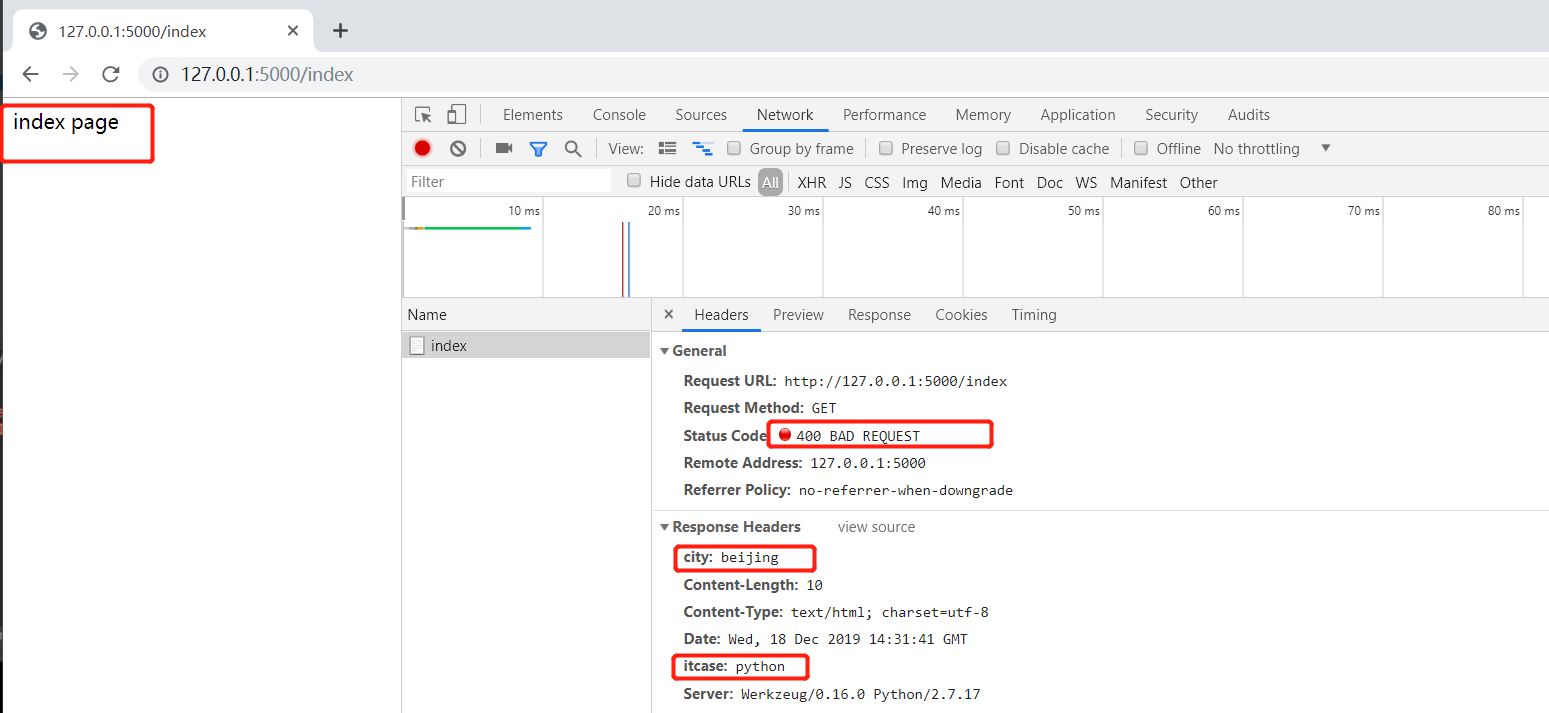 127.0.0.1:5000/index
127.0.0.1:5000/index
index page
Elements Console Sources Network Performance Memory Application Security Audits
View: Group by frame Preserve log Disable cache Offline No throttling
Filter Hide data URLs All XHR JS CSS Img Media Font Doc WS Manifest Other
10 ms 20 ms 30 ms 40 ms 50 ms 60 ms 70 ms 80 ms
Name Headers Preview Response Cookies Timing
index
General
Request URL: http://127.0.0.1:5000/index
Request Method: GET
Status Code 400 BAD REQUEST
Remote Address: 127.0.0.1:5000
Referrer Policy: no-referrer-when-downgrade
Response Headers view source
city: beijing
Content-Length: 10
Content-Type: text/html; charset=utf-8
Date: Wed, 18 Dec 2019 14:31:41 GMT
itcase: python
Server: Werkzeug/0.16.0 Python/2.7.17